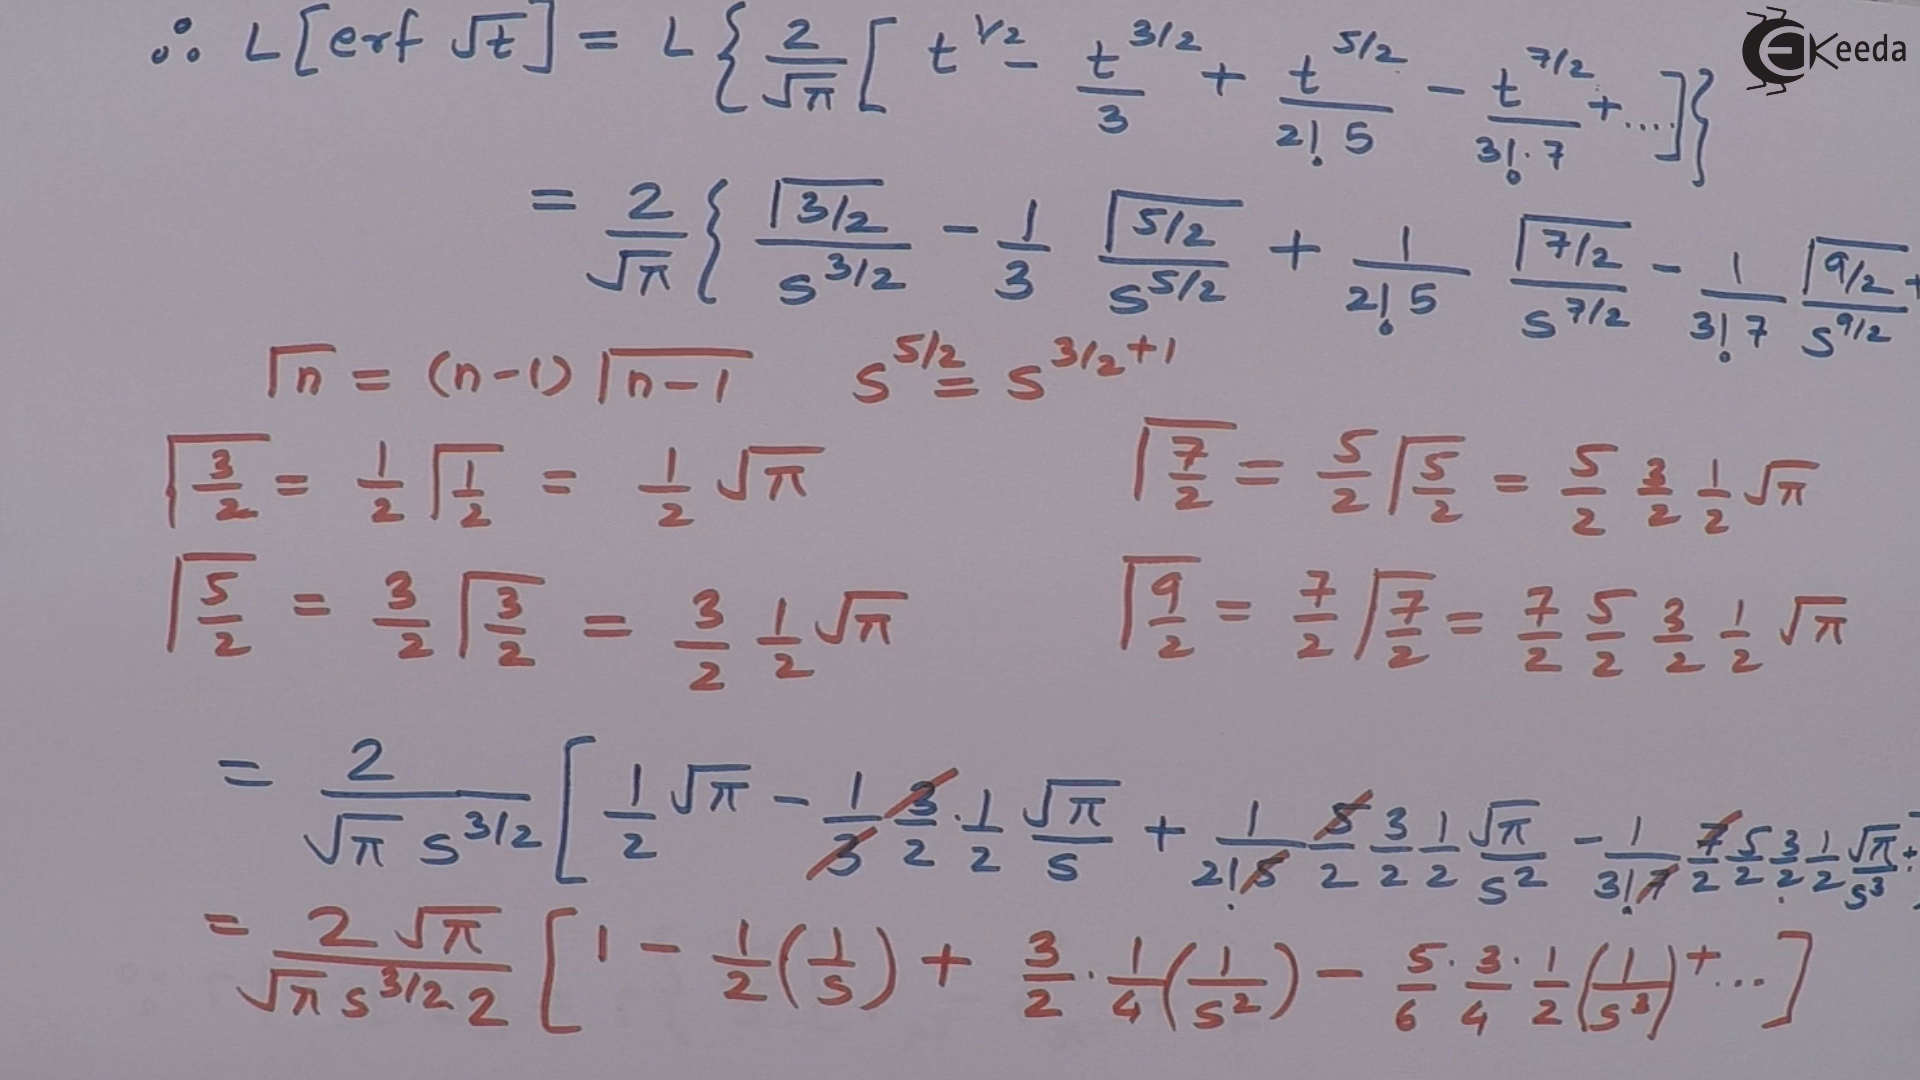 ∴ L[erf √t] = L{2/√π [t^1/2 - t^3/2/3 + t^5/2/2! 5 - t^7/2/3!·7 + ....]}
EKeeda
= 2/√π { Γ3/2/s^3/2 - 1/3 Γ5/2/s^5/2 + 1/2! 5 Γ7/2/s^7/2 - 1/3! 7 Γ9/2/s^9/2 +
Γn = (n-1) Γn-1 s^5/2 = s^3/2+1
Γ3/2 = 1/2 Γ1/2 = 1/2 √π
Γ7/2 = 5/2 Γ5/2 = 5/2 3/2 1/2 √π
Γ5/2 = 3/2 Γ3/2 = 3/2 1/2 √π
Γ9/2 = 7/2 Γ7/2 = 7/2 5/2 3/2 1/2 √π
= 2/√π s^3/2 [1/2 √π - 1/3 3/2 · 1/2 √π/s + 1/2! 5 5/2 3/2 1/2 √π/s^2 - 1/3! 7 7/2 5/2 3/2 1/2 √π/s^3 + ]
= 2 √π/√π s^3/2 2 [1 - 1/2 (1/s) + 3/2 · 1/4 (1/s^2) - 5/6 · 3/4 · 1/2 (1/s^3) + ...]